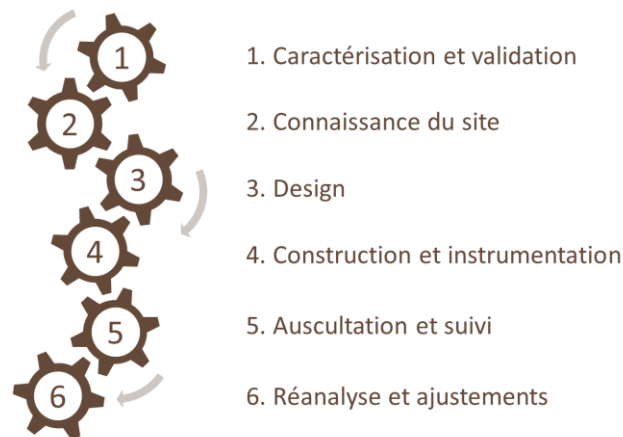 1
1. Caractérisation et validation
2
2. Connaissance du site
3
3. Design
4
4. Construction et instrumentation
5
5. Auscultation et suivi
6
6. Réanalyse et ajustements